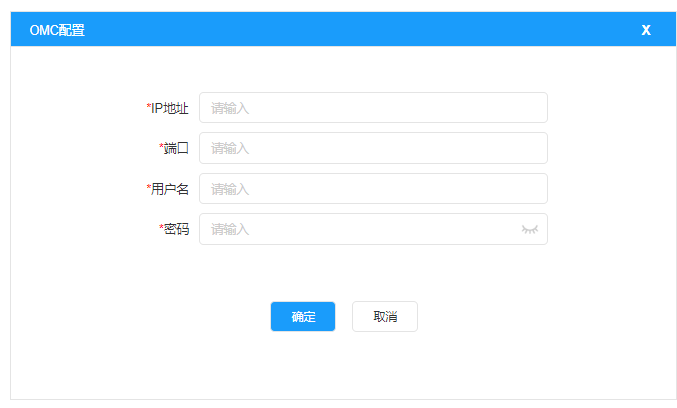 OMC配置 X
*IP地址 请输入
*端口 请输入
*用户名 请输入
*密码 请输入
确定 取消